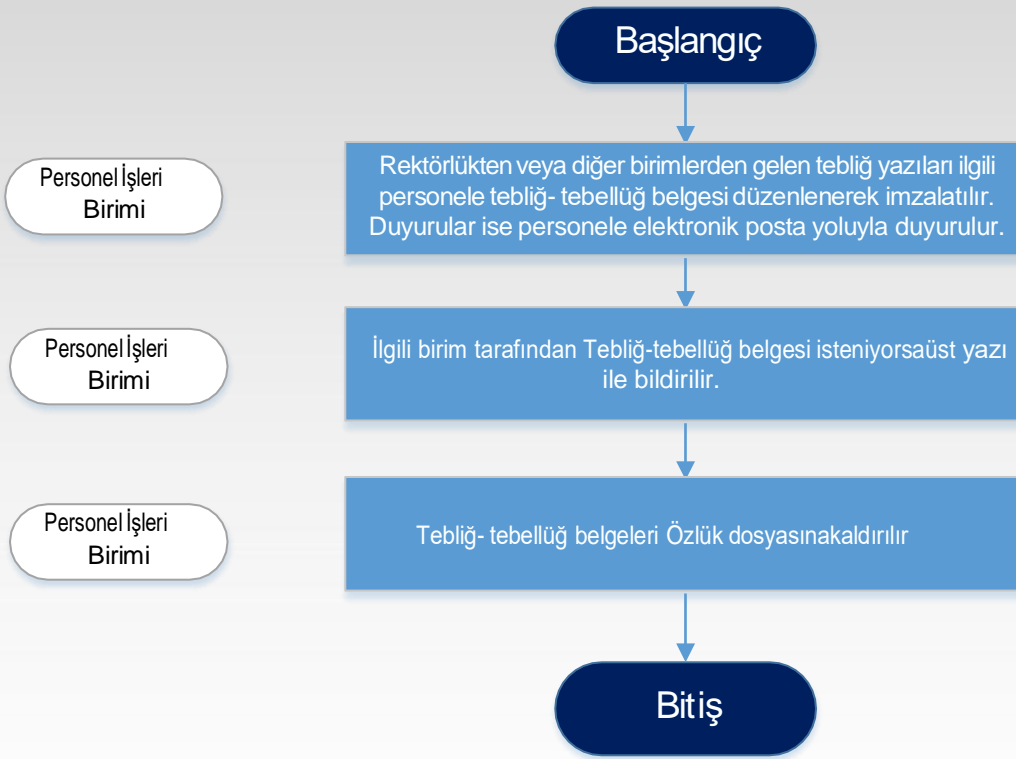 Başlangıç
Personel İşleri
Birimi
Rektörlükten veya diğer birimlerden gelen tebliğ yazıları ilgili
personele tebliğ- tebellüğ belgesi düzenlenerek imzalatılır.
Duyurular ise personele elektronik posta yoluyla duyurulur.
Personel İşleri
Birimi
İlgili birim tarafından Tebliğ-tebellüğ belgesi isteniyorsaüst yazı
ile bildirilir.
Personel İşleri
Birimi
Tebliğ- tebellüğ belgeleri Özlük dosyasınakaldırılır
Bitiş